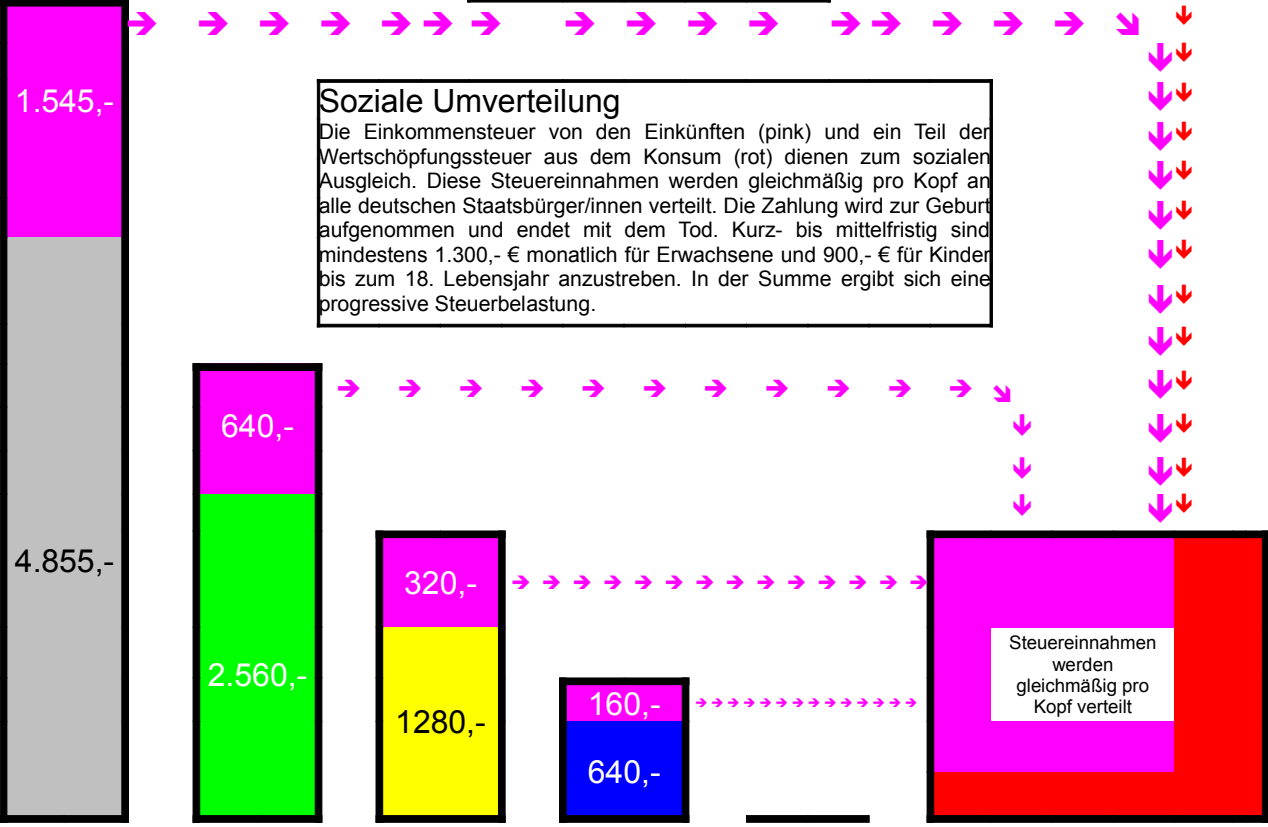 1.545,-
Soziale Umverteilung
Die Einkommensteuer von den Einkünften (pink) und ein Teil der
Wertschöpfungssteuer aus dem Konsum (rot) dienen zum sozialen
Ausgleich. Diese Steuereinnahmen werden gleichmäßig pro Kopf an
alle deutschen Staatsbürger/innen verteilt. Die Zahlung wird zur Geburt
aufgenommen und endet mit dem Tod. Kurz- bis mittelfristig sind
mindestens 1.300,- € monatlich für Erwachsene und 900,- € für Kinder
bis zum 18. Lebensjahr anzustreben. In der Summe ergibt sich eine
progressive Steuerbelastung.
640,-
4.855,-
320,-
2.560,-
1280,-
160,-
640,-
Steuereinnahmen
werden
gleichmäßig pro
Kopf verteilt